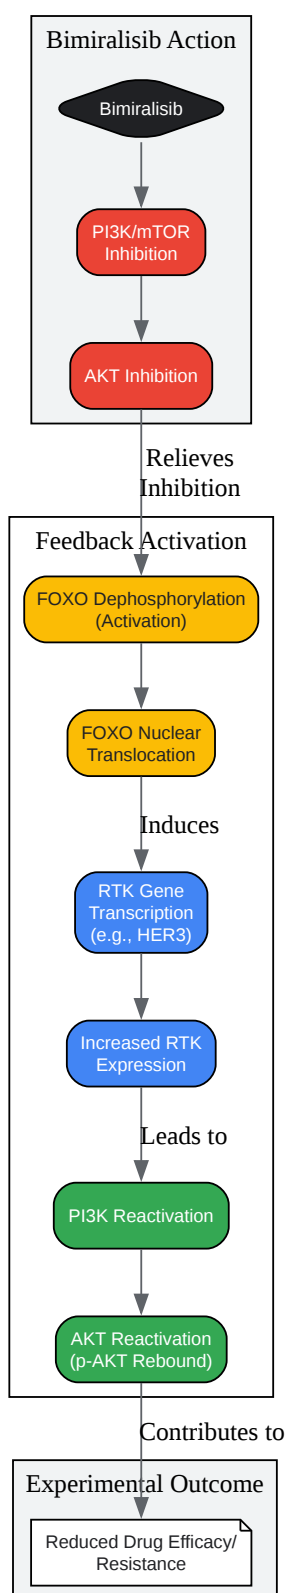 Bimiralisib Action
Bimiralisib
PI3K/mTOR
Inhibition
AKT Inhibition
Relieves
Inhibition
Feedback Activation
FOXO Dephosphorylation
(Activation)
FOXO Nuclear
Translocation
Induces
RTK Gene
Transcription
(e.g., HER3)
Increased RTK
Expression
Leads to
PI3K Reactivation
AKT Reactivation
(p-AKT Rebound)
Contributes to
Experimental Outcome
Reduced Drug Efficacy/
Resistance